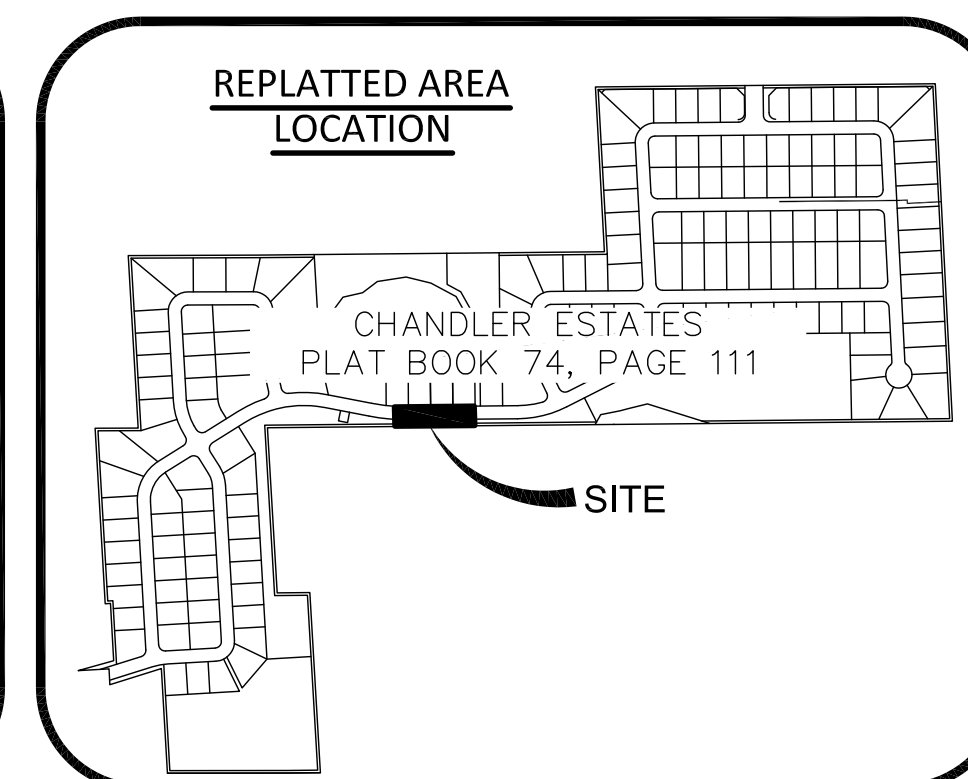 REPLATTED AREA
LOCATION
CHANDLER ESTATES
PLAT BOOK 74, PAGE 111
SITE